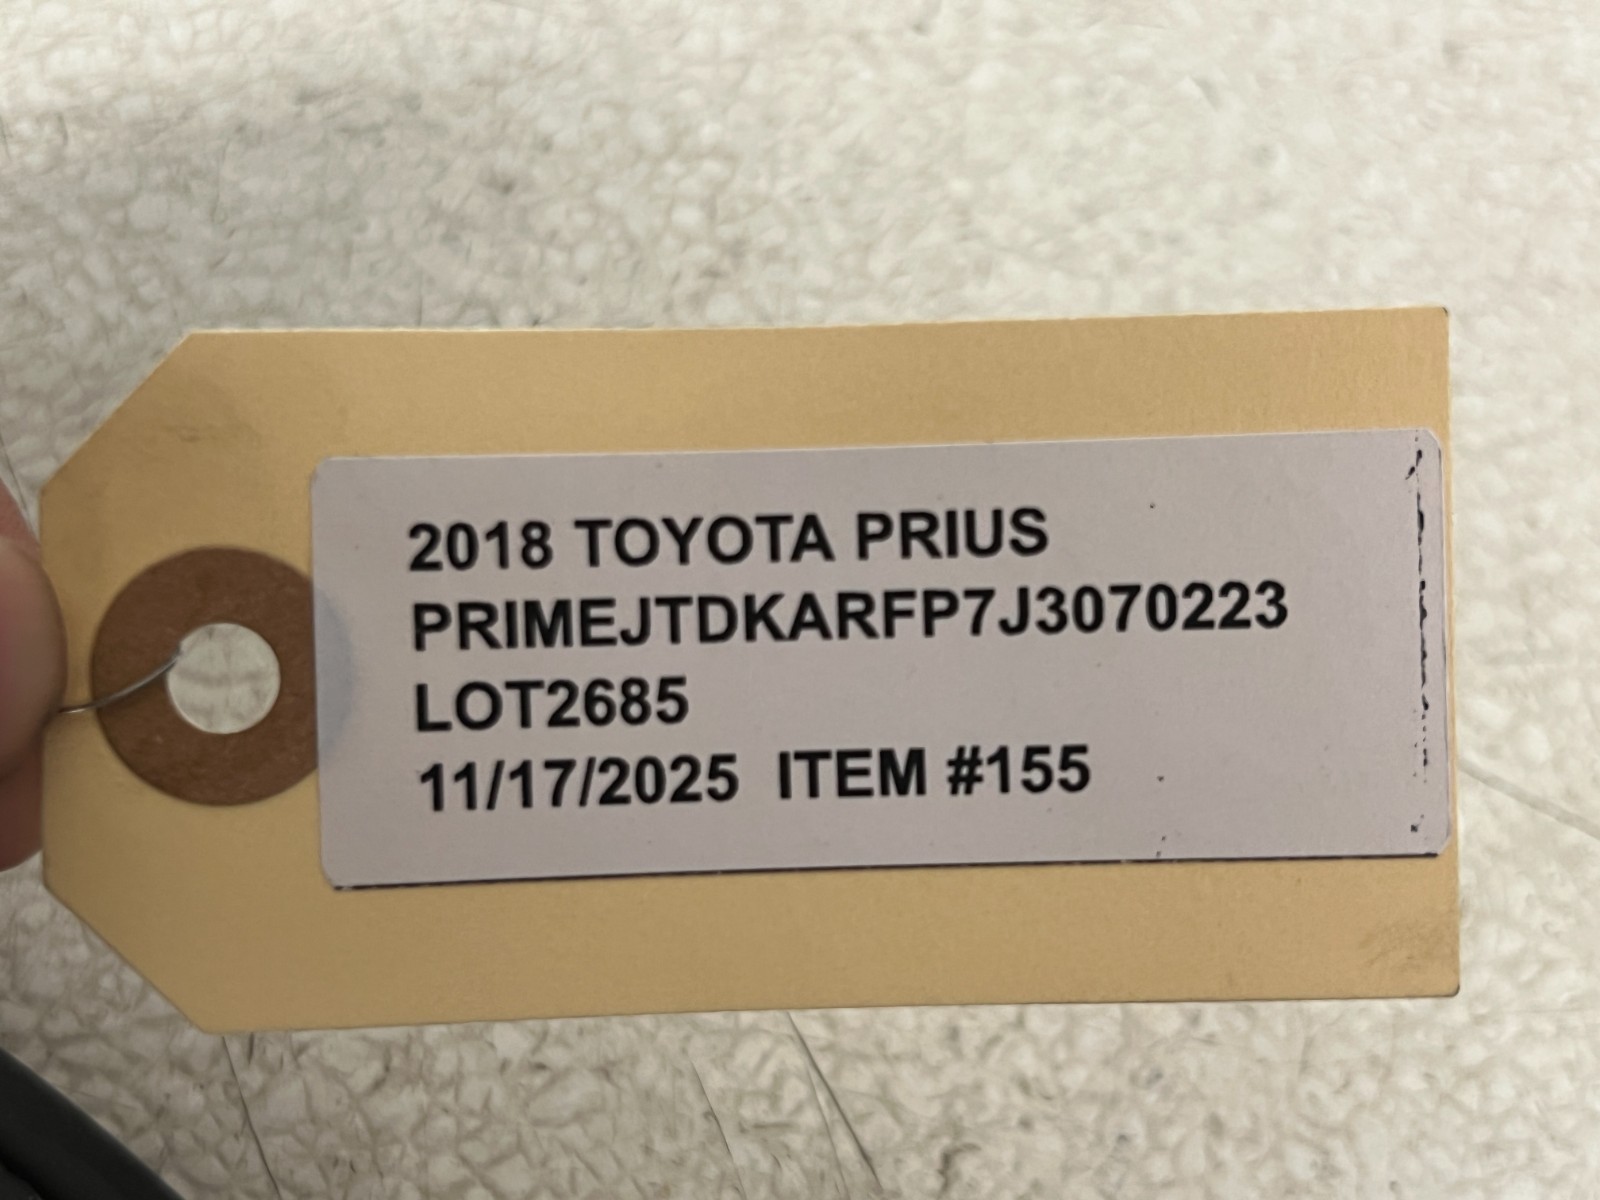 2018 TOYOTA PRIUS
PRIMEJTDKARFP7J3070223
LOT2685
11/17/2025 ITEM #155